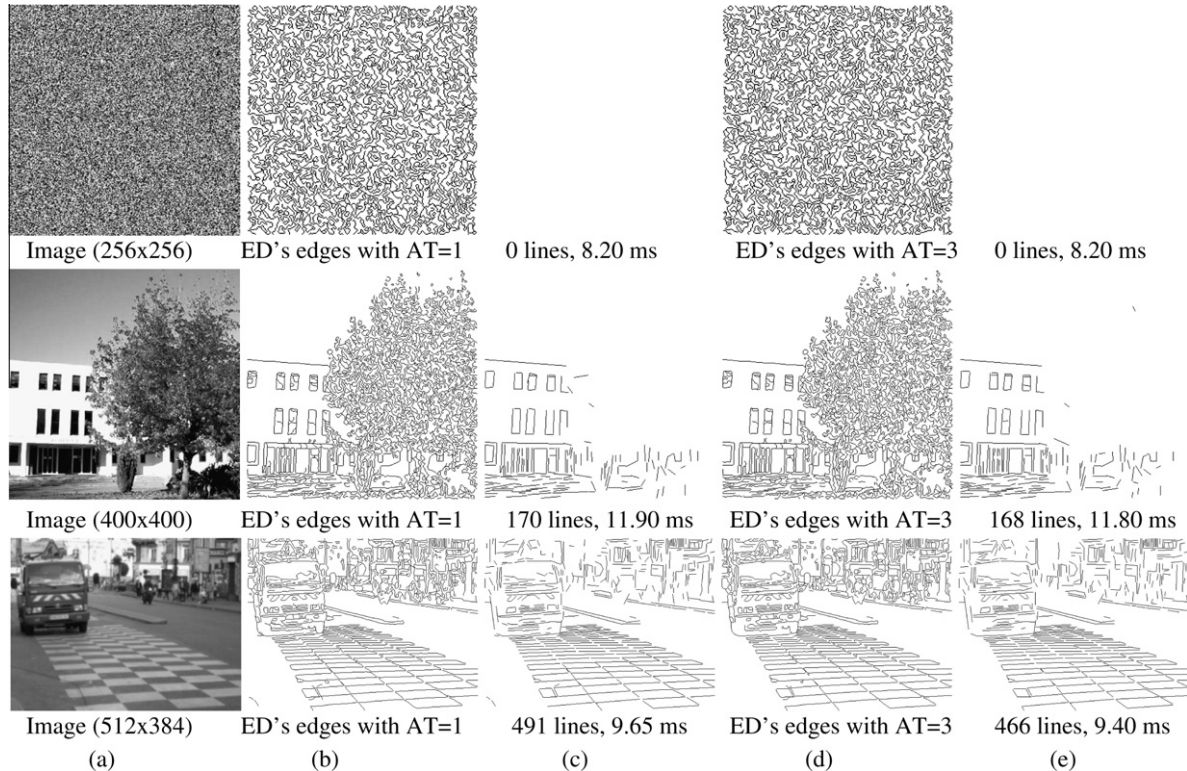 Image (256x256) ED's edges with AT=1 0 lines, 8.20 ms ED's edges with AT=3 0 lines, 8.20 ms
Image (400x400) ED's edges with AT=1 170 lines, 11.90 ms ED's edges with AT=3 168 lines, 11.80 ms
Image (512x384) ED's edges with AT=1 491 lines, 9.65 ms ED's edges with AT=3 466 lines, 9.40 ms
(a) (b) (c) (d) (e)